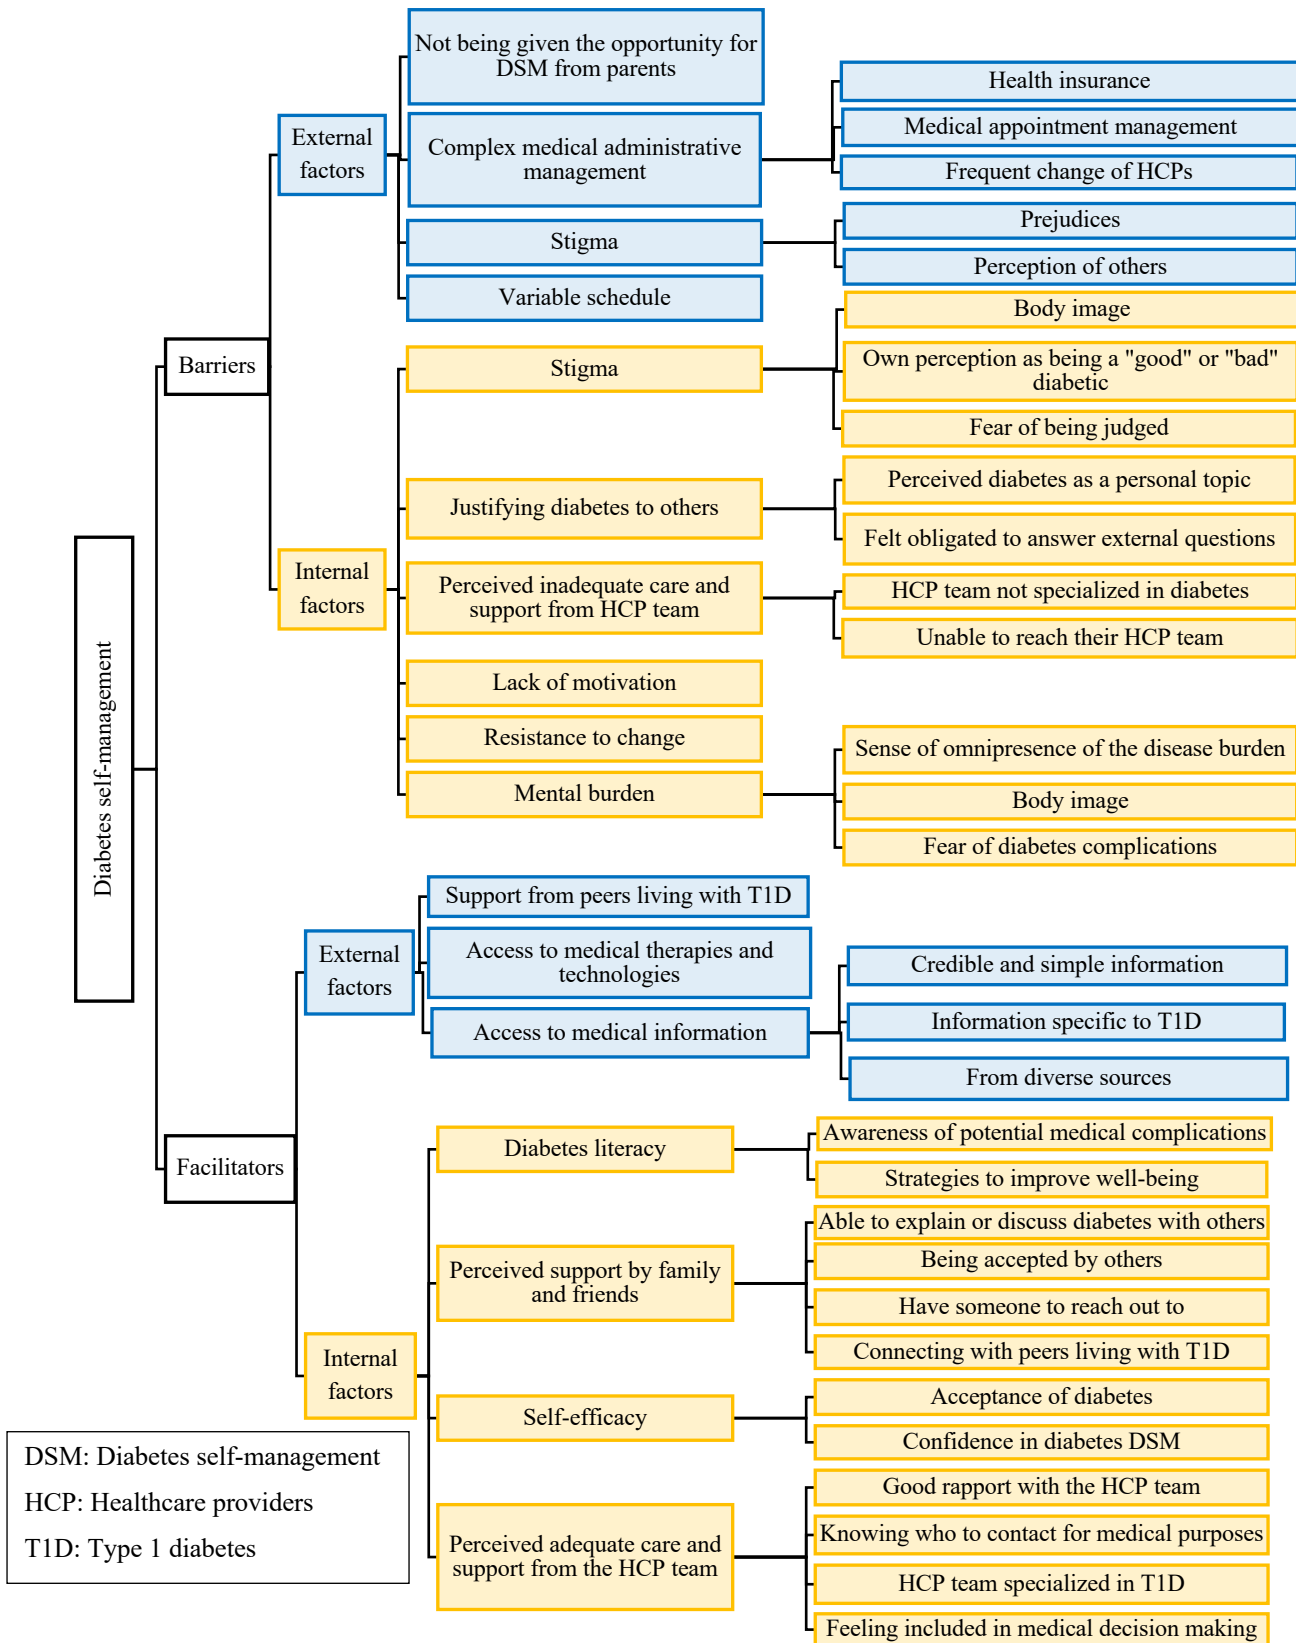 Diabetes self-management
Barriers
External
factors
Not being given the opportunity for
DSM from parents
Complex medical administrative
management
Health insurance
Medical appointment management
Frequent change of HCPs
Stigma
Prejudices
Perception of others
Variable schedule
Internal
factors
Stigma
Body image
Own perception as being a "good" or "bad"
diabetic
Fear of being judged
Justifying diabetes to others
Perceived diabetes as a personal topic
Felt obligated to answer external questions
Perceived inadequate care and
support from HCP team
HCP team not specialized in diabetes
Unable to reach their HCP team
Lack of motivation
Resistance to change
Mental burden
Sense of omnipresence of the disease burden
Body image
Fear of diabetes complications
Facilitators
External
factors
Support from peers living with T1D
Access to medical therapies and
technologies
Access to medical information
Credible and simple information
Information specific to T1D
From diverse sources
Internal
factors
Diabetes literacy
Awareness of potential medical complications
Strategies to improve well-being
Perceived support by family
and friends
Able to explain or discuss diabetes with others
Being accepted by others
Have someone to reach out to
Connecting with peers living with T1D
Self-efficacy
Acceptance of diabetes
Confidence in diabetes DSM
Perceived adequate care and
support from the HCP team
Good rapport with the HCP team
Knowing who to contact for medical purposes
HCP team specialized in T1D
Feeling included in medical decision making
DSM: Diabetes self-management
HCP: Healthcare providers
T1D: Type 1 diabetes